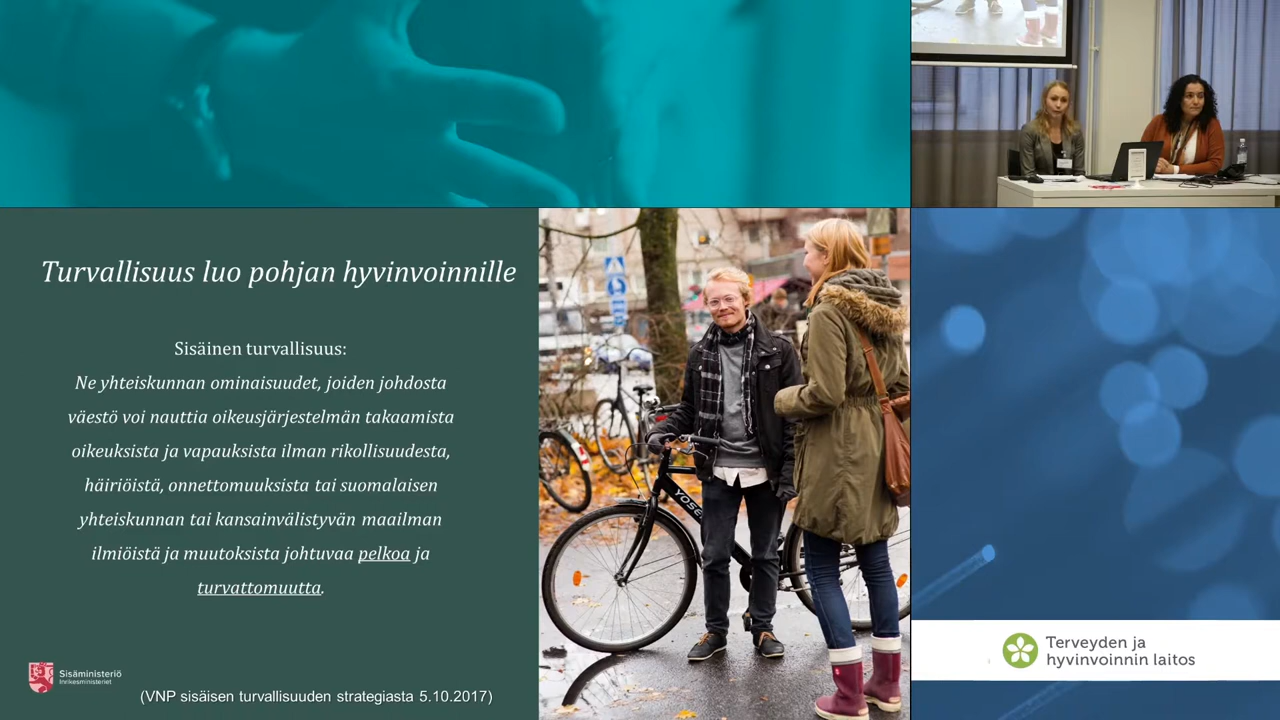 Turvallisuus luo pohjan hyvinvoinnille
Sisäinen turvallisuus:
Ne yhteiskunnan ominaisuudet, joiden johdosta
väestö voi nauttia oikeusjärjestelmän takaamista
oikeuksista ja vapauksista ilman rikollisuudesta,
häiriöistä, onnettomuuksista tai suomalaisen
yhteiskunnan tai kansainvälistyvän maailman
ilmiöistä ja muutoksista johtuvaa pelkoa ja
turvattomuutta.
Sisäministeriö
Inrikesministeriet
(VNP sisäisen turvallisuuden strategiasta 5.10.2017)
YOSE
Terveyden ja
hyvinvoinnin laitos